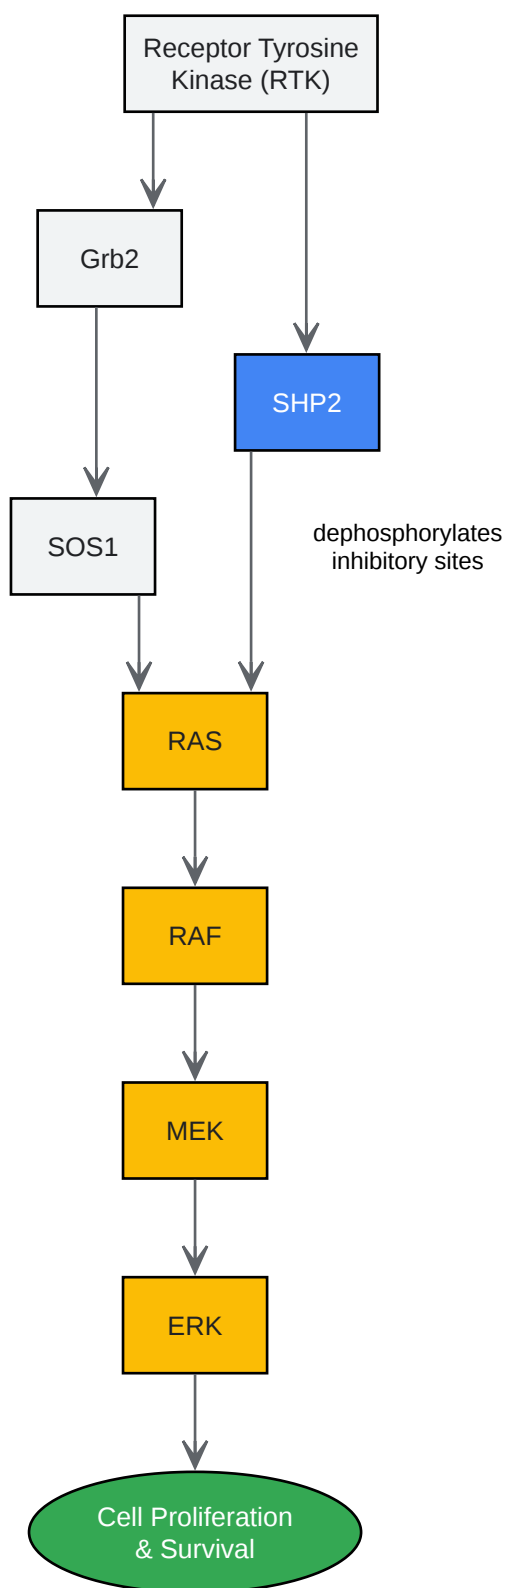 Receptor Tyrosine
Kinase (RTK)
Grb2
SHP2
dephosphorylates
inhibitory sites
SOS1
RAS
RAF
MEK
ERK
Cell Proliferation
& Survival